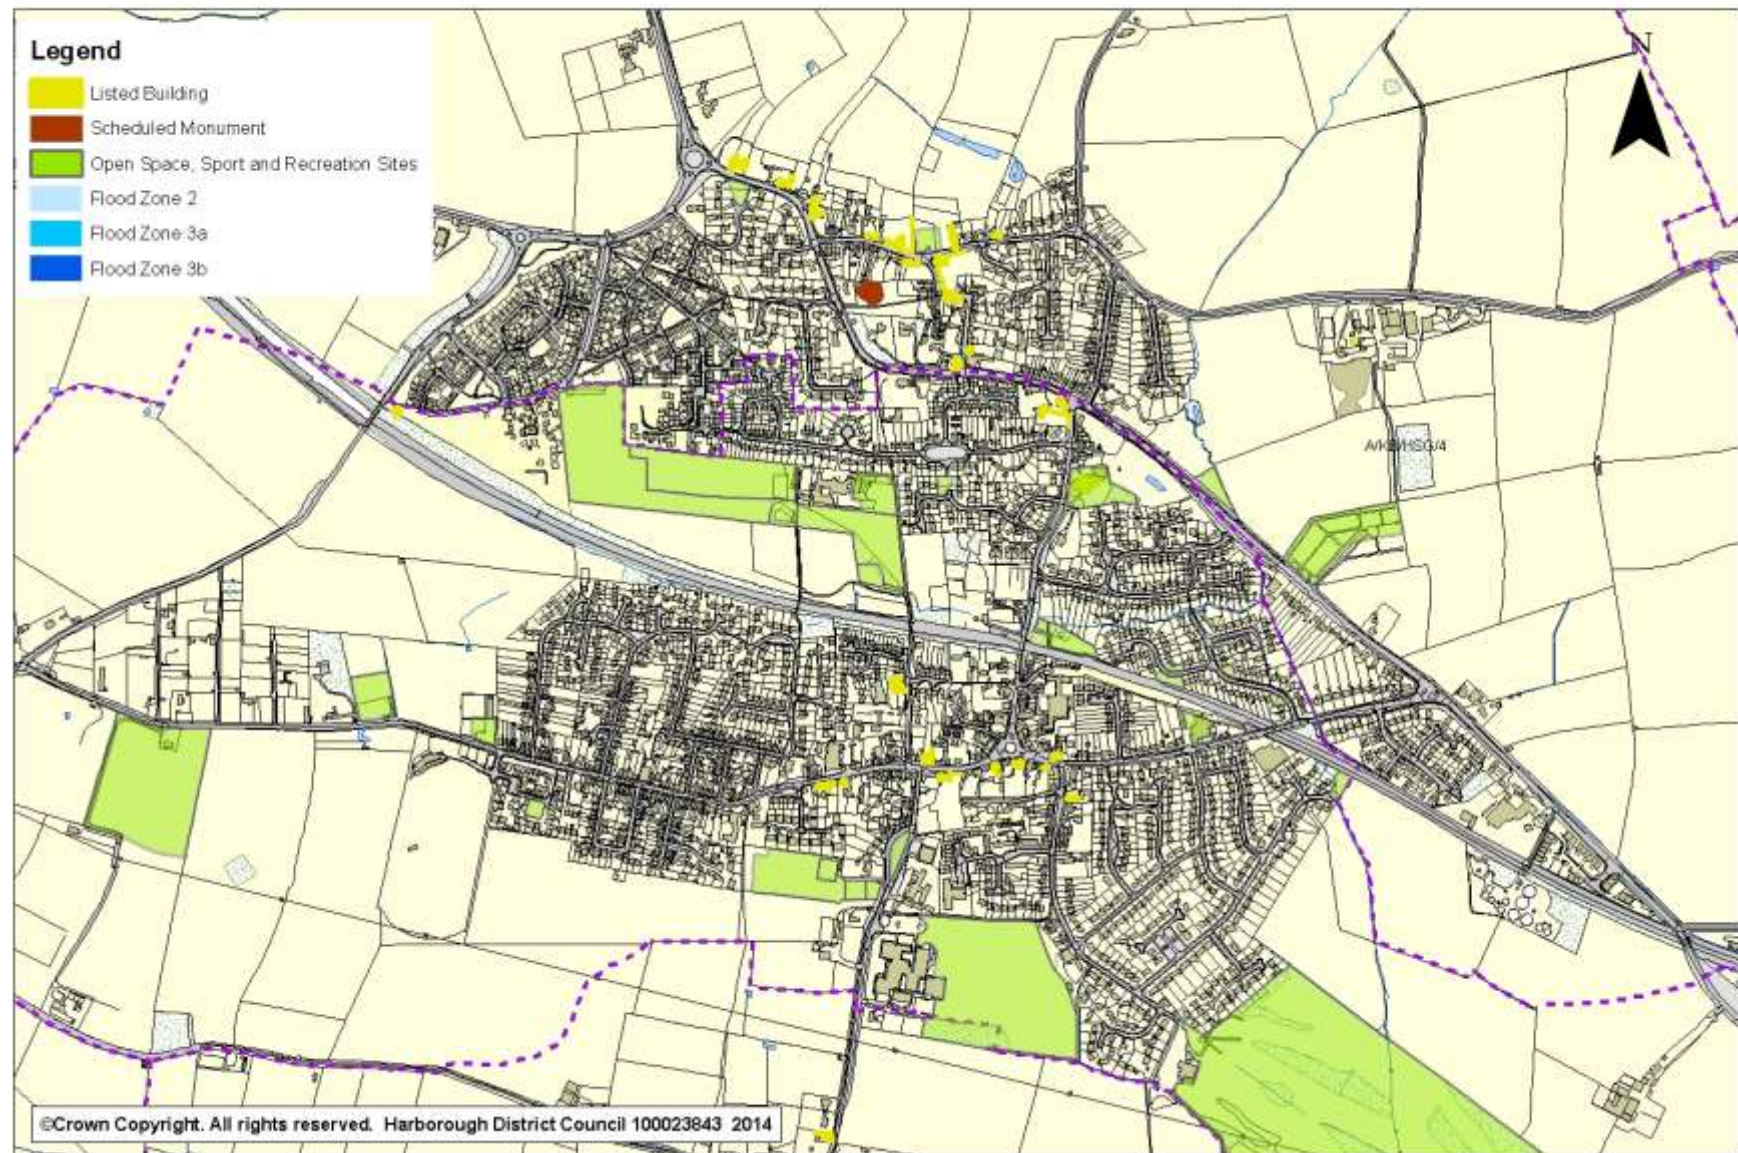 Legend
Listed Building
Scheduled Monument
Open Space, Sport and Recreation Sites
Flood Zone 2
Flood Zone 3a
Flood Zone 3b
N
©Crown Copyright. All rights reserved. Harborough District Council 100023843 2014